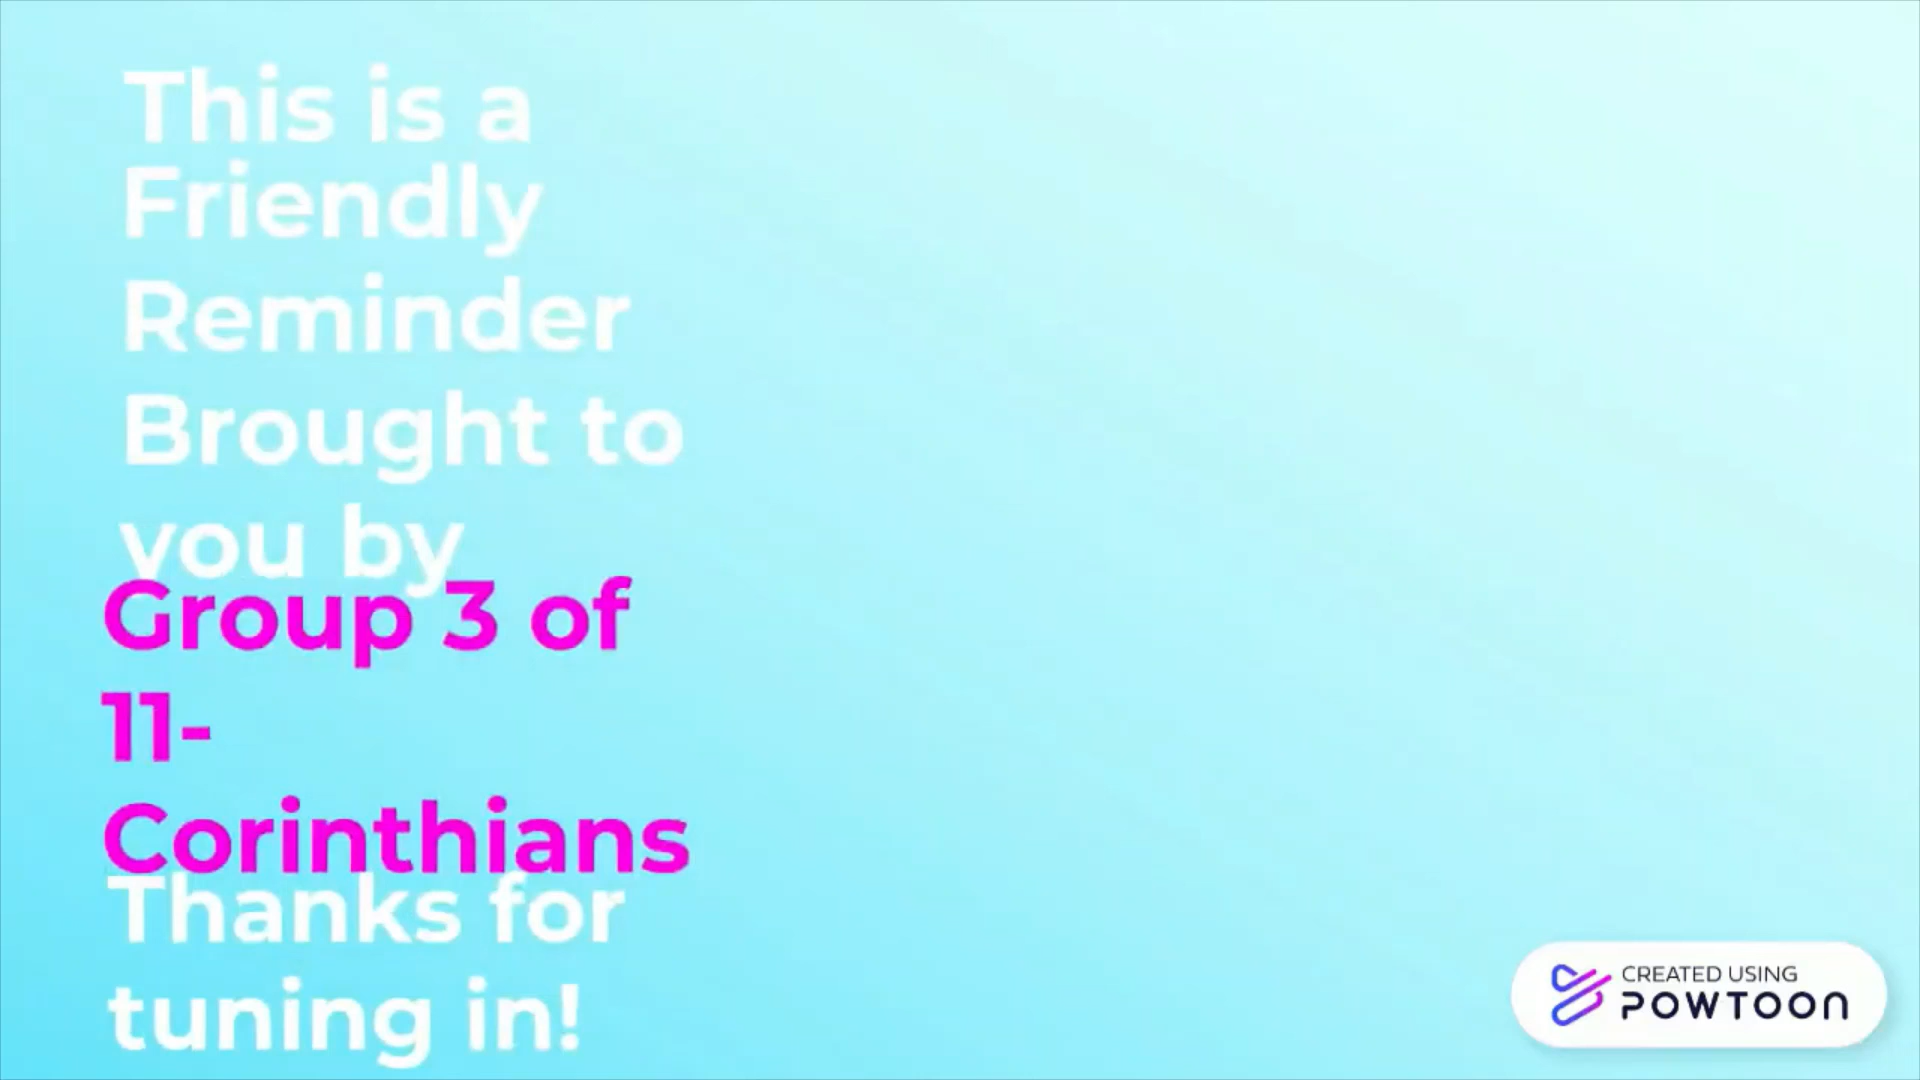 This is a
Friendly
Reminder
Brought to
you by
Group 3 of
11-
Corinthians
Thanks for
tuning in!
CREATED USING
POWTOON